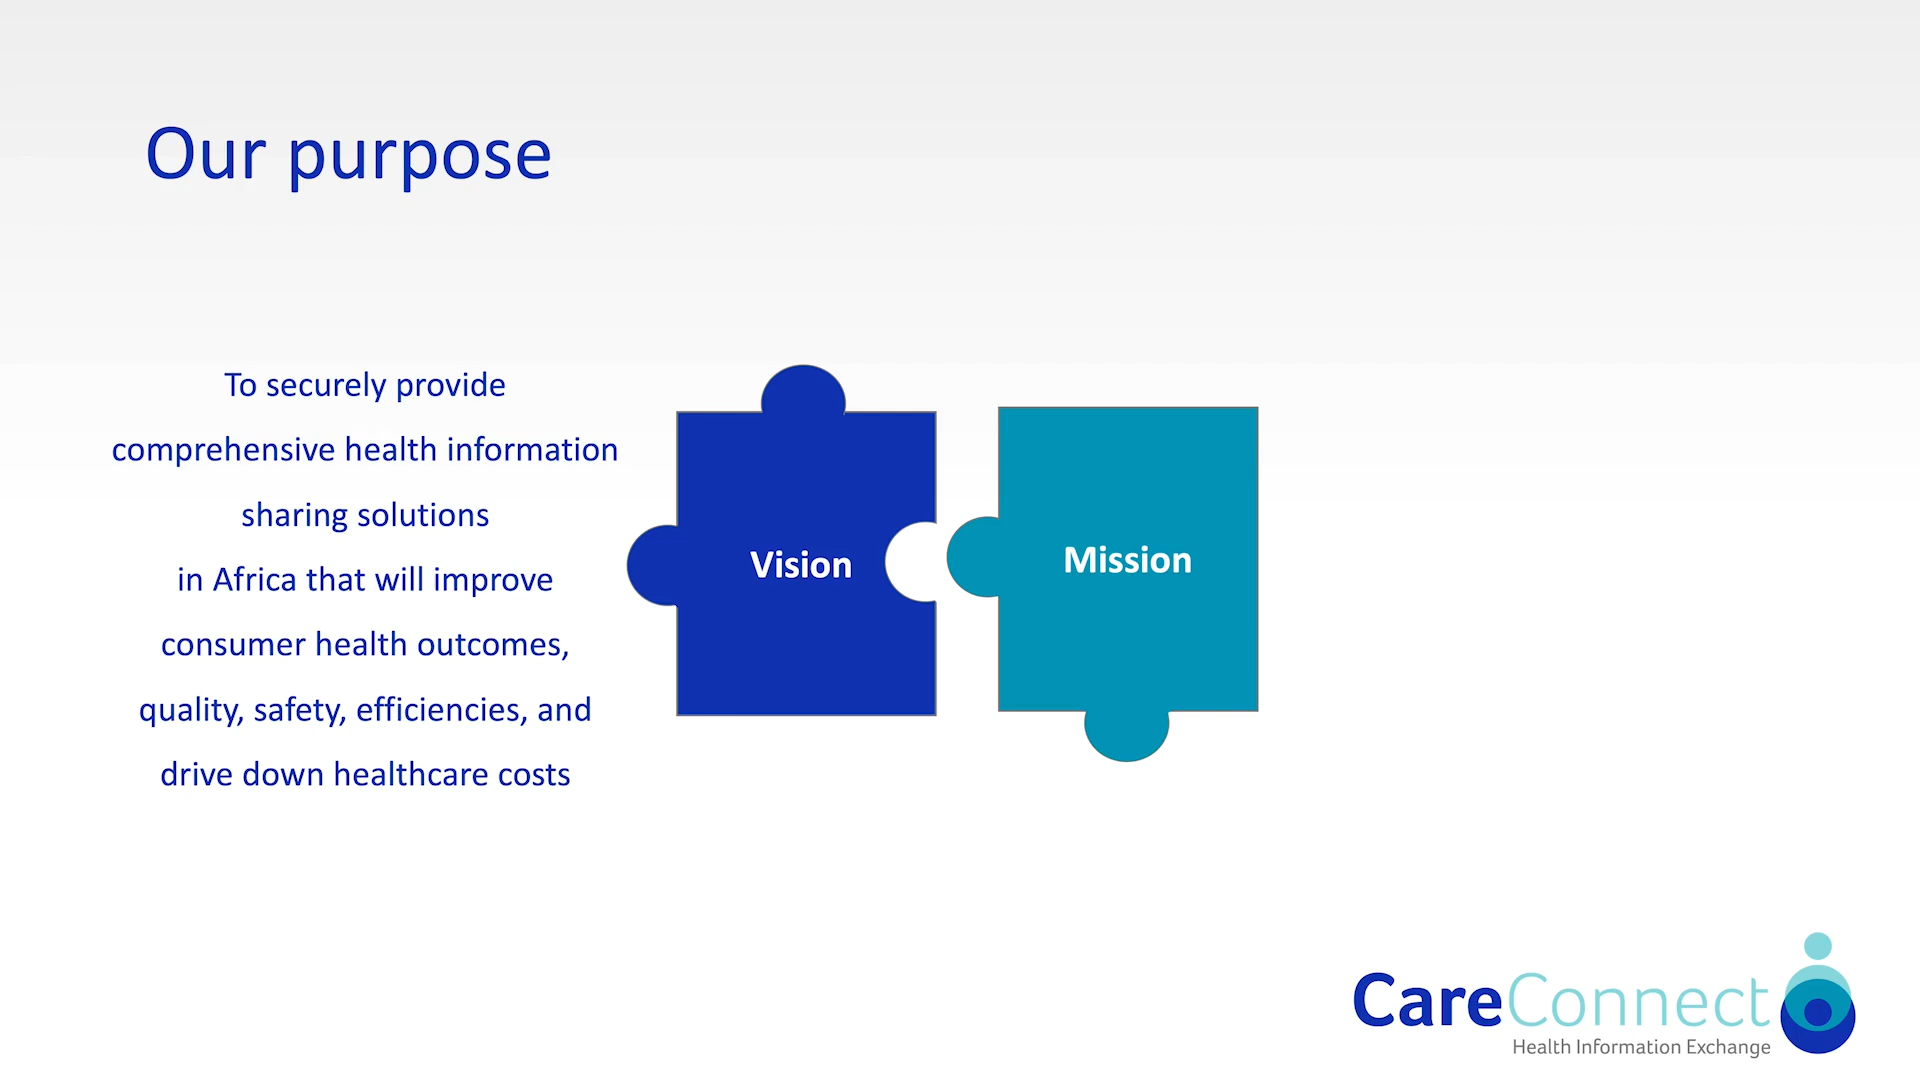 Our purpose
To securely provide
comprehensive health information
sharing solutions
in Africa that will improve
consumer health outcomes,
quality, safety, efficiencies, and
drive down healthcare costs
Vision
Mission
CareConnect
Health Information Exchange